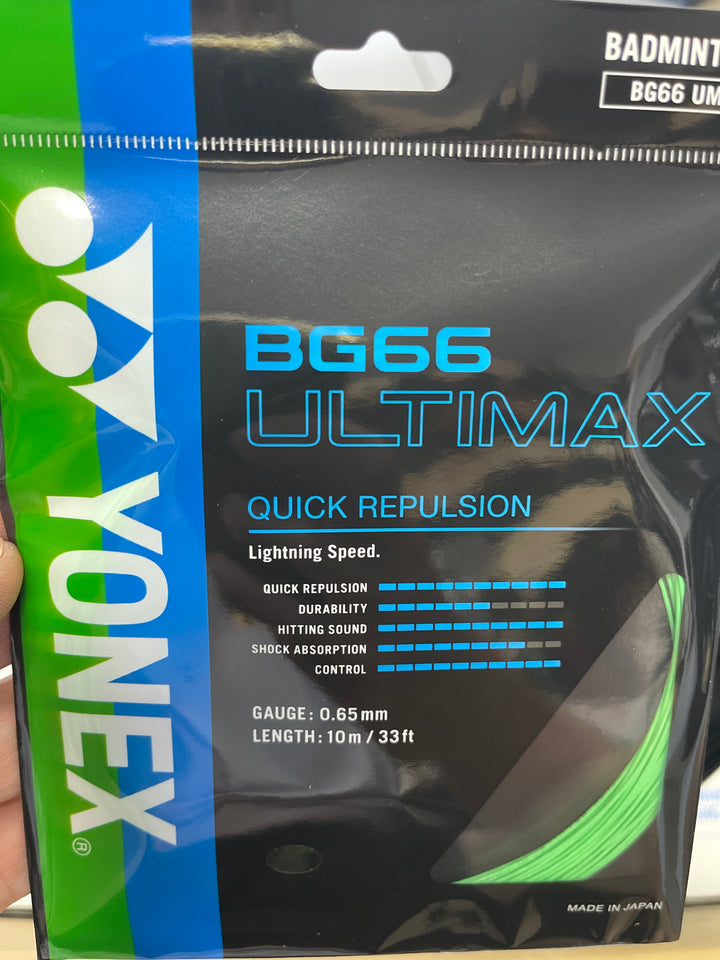 BADMINT
BG66 UM
YONEX®
BG66
ULTIMAX
QUICK REPULSION
Lightning Speed.
QUICK REPULSION
DURABILITY
HITTING SOUND
SHOCK ABSORPTION
CONTROL
GAUGE: 0.65mm
LENGTH: 10m / 33ft
MADE IN JAPAN